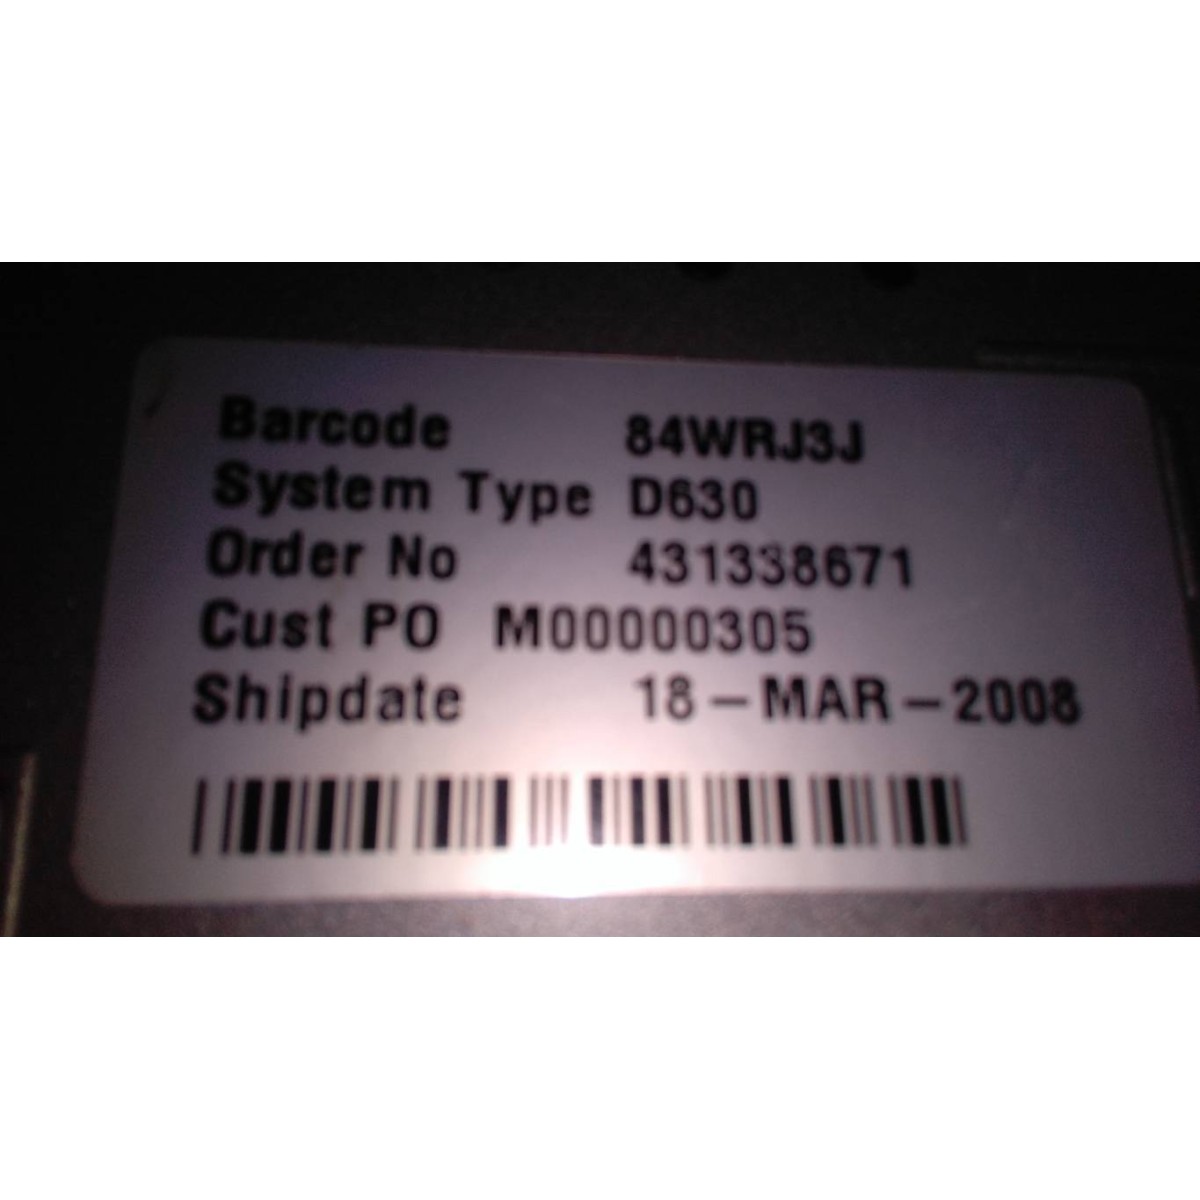 Barcode 84WRJ3J
System Type D630
Order No 431338671
Cust PO M00000305
Shipdate 18-MAR-2008